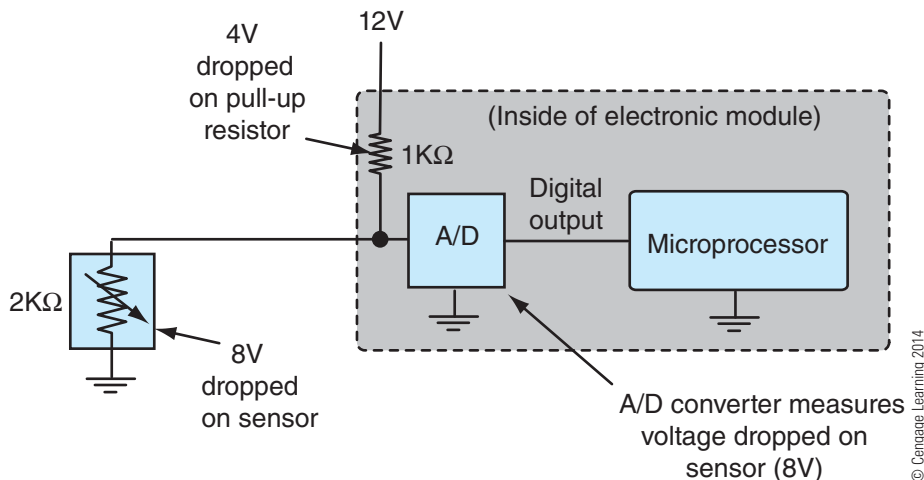 4V
dropped
on pull-up
resistor
12V
(Inside of electronic module)
1KΩ
Digital
output
A/D
Microprocessor
2KΩ
8V
dropped
on sensor
A/D converter measures
voltage dropped on
sensor (8V)
© Cengage Learning 2014